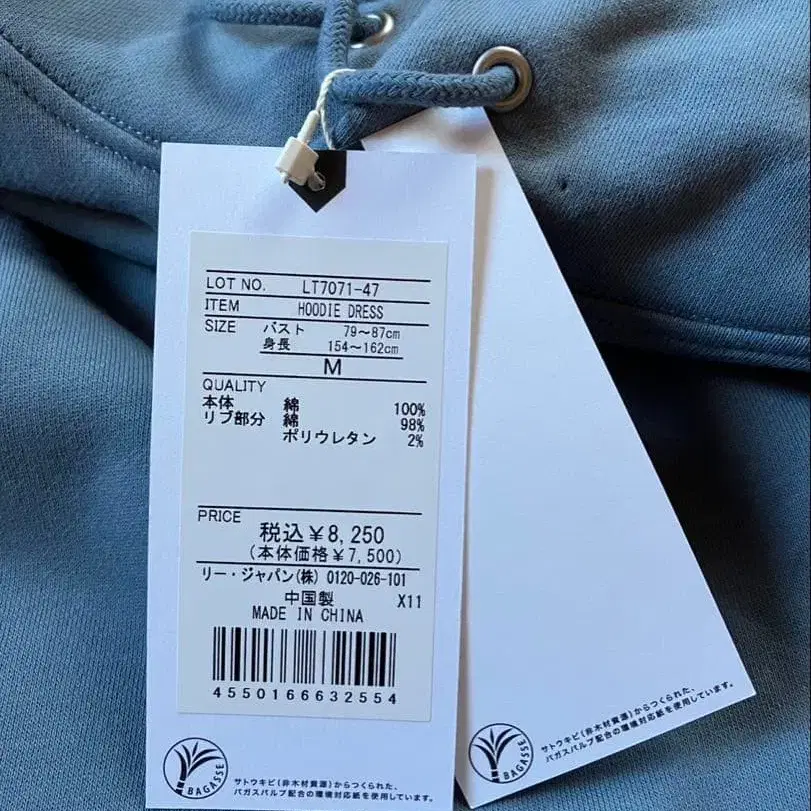 LOT NO. LT7071-47
ITEM HOODIE DRESS
SIZE バスト 79〜87cm
身長 154〜162cm
M
QUALITY
本体 綿 100%
リブ部分 綿 98%
ポリウレタン 2%
PRICE
税込¥8,250
(本体価格¥7,500)
リー・ジャパン(株) 0120-026-101
中国製 X11
MADE IN CHINA
4550166632554
BAGASSE
サトウキビ(非木材資源)からつくられた、
バガスパルプ配合の環境対応紙を使用しています。
BAGASSE
サトウキビ(非木材資源)からつくられた、
バガスパルプ配合の環境対応紙を使用しています。